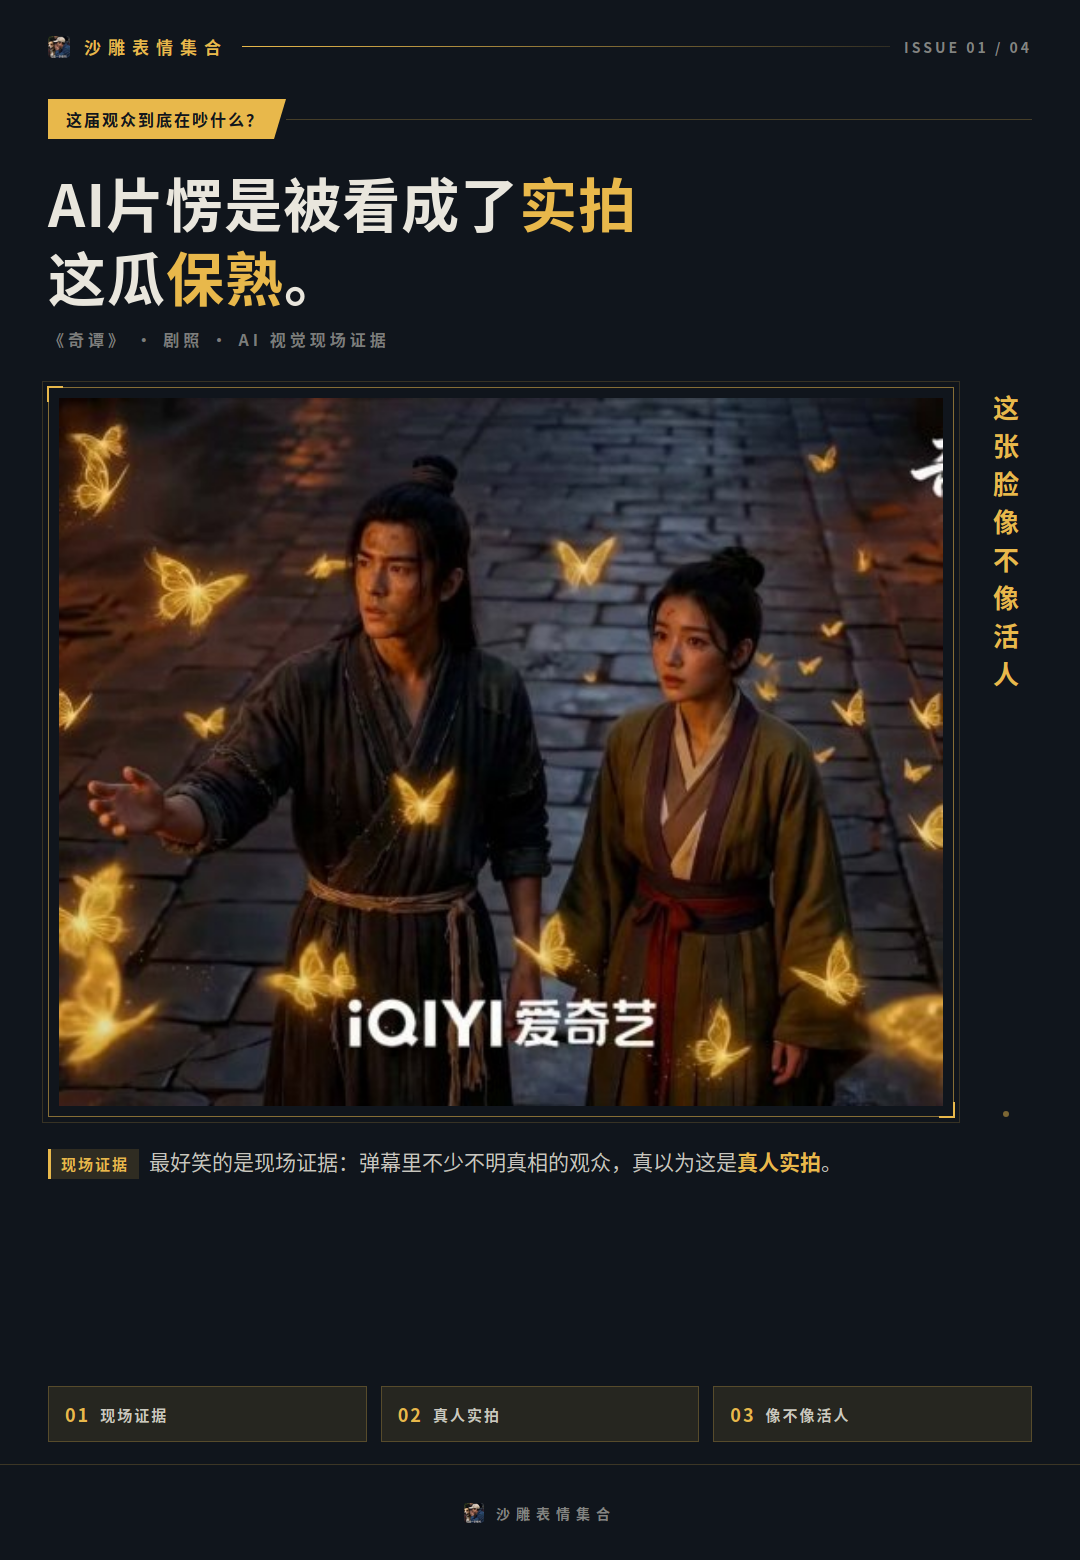 沙雕表情集合
ISSUE 01 / 04
这届观众到底在吵什么?
AI片愣是被看成了实拍
这瓜保熟。
《奇谭》 · 剧照 · AI 视觉现场证据
这张脸像不像活人
iQIYI 爱奇艺
现场证据 最好笑的是现场证据：弹幕里不少不明真相的观众，真以为这是真人实拍。
01 现场证据
02 真人实拍
03 像不像活人
沙雕表情集合